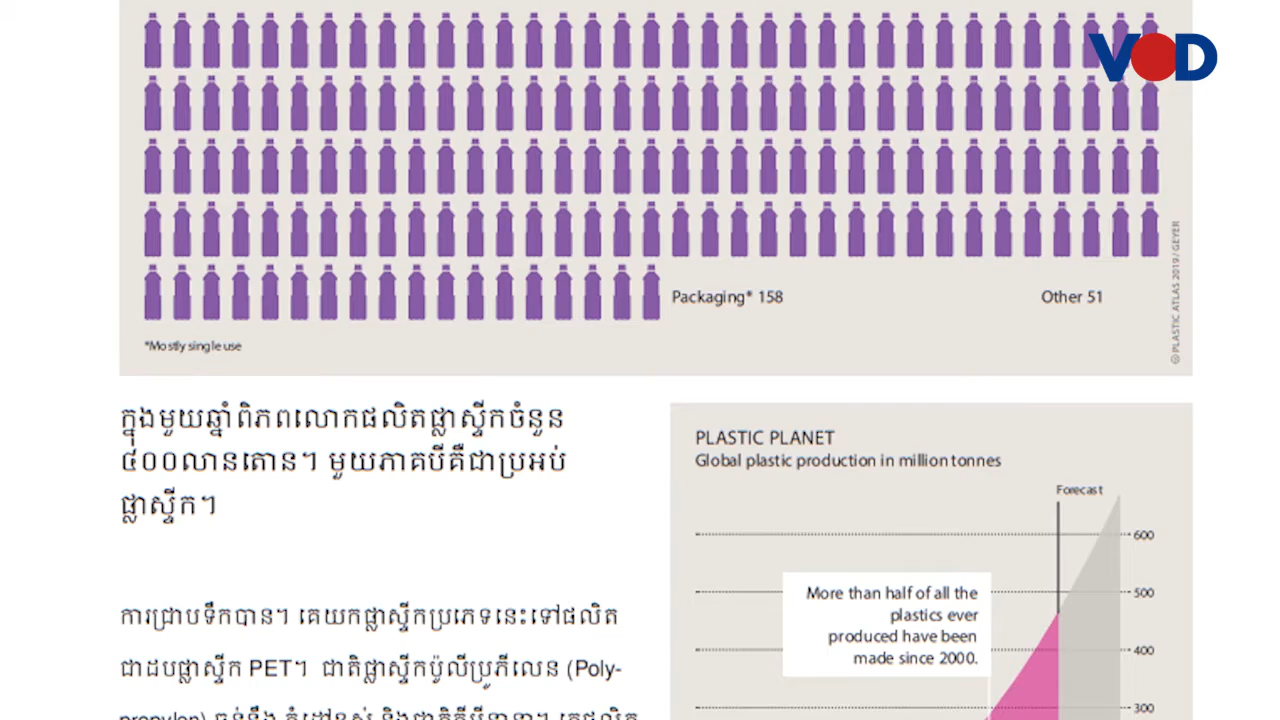 VOD
Packaging* 158
Other 51
*Mostly single use
© PLASTIC ATLAS 2019 / GEYER
ក្នុងមួយឆ្នាំពិភពលោកផលិតផ្លាស្ទីកចំនួន
៤០០លានតោន។ មួយភាគបីគឺជាប្រអប់
ផ្លាស្ទីក។
ការជ្រាបទឹកបាន។ គេយកផ្លាស្ទីកប្រភេទនេះទៅផលិត
ជាដបផ្លាស្ទីក PET។ ជាតិផ្លាស្ទីកប៉ូលីប្រូភីលេន (Poly-
PLASTIC PLANET
Global plastic production in million tonnes
Forecast
600
500
400
300
More than half of all the
plastics ever
produced have been
made since 2000.